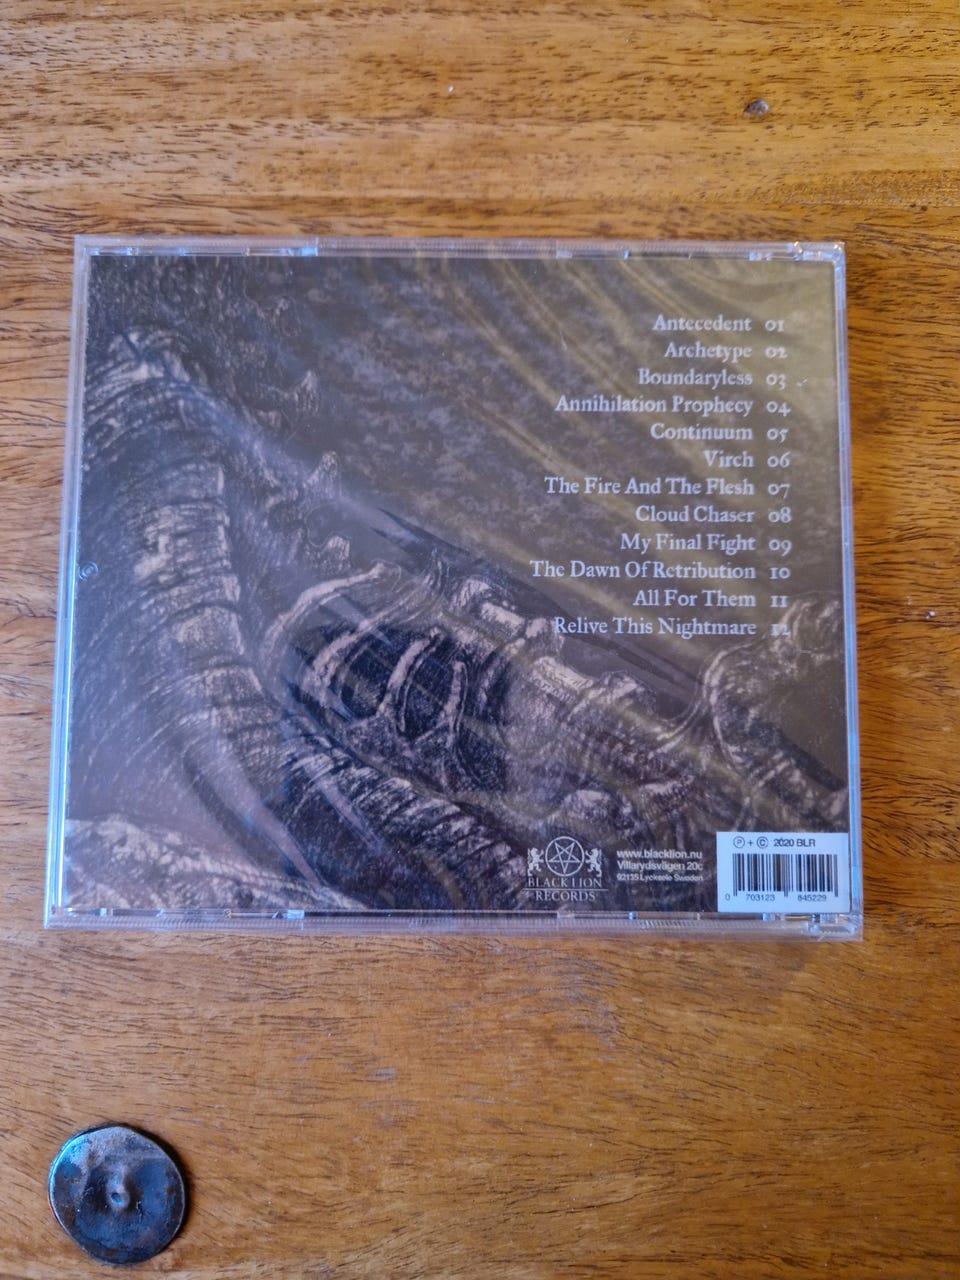 Antecedent 01
Archetype 02
Boundaryless 03
Annihilation Prophecy 04
Continuum 05
Virch 06
The Fire And The Flesh 07
Cloud Chaser 08
My Final Fight 09
The Dawn Of Retribution 10
All For Them 11
Relive This Nightmare 12
BLACK LION
RECORDS
www.blacklion.nu
Villarydsvägen 20c
92135 Lycksele Sweden
Ⓟ + Ⓒ 2020 BLR
0 703123 845229